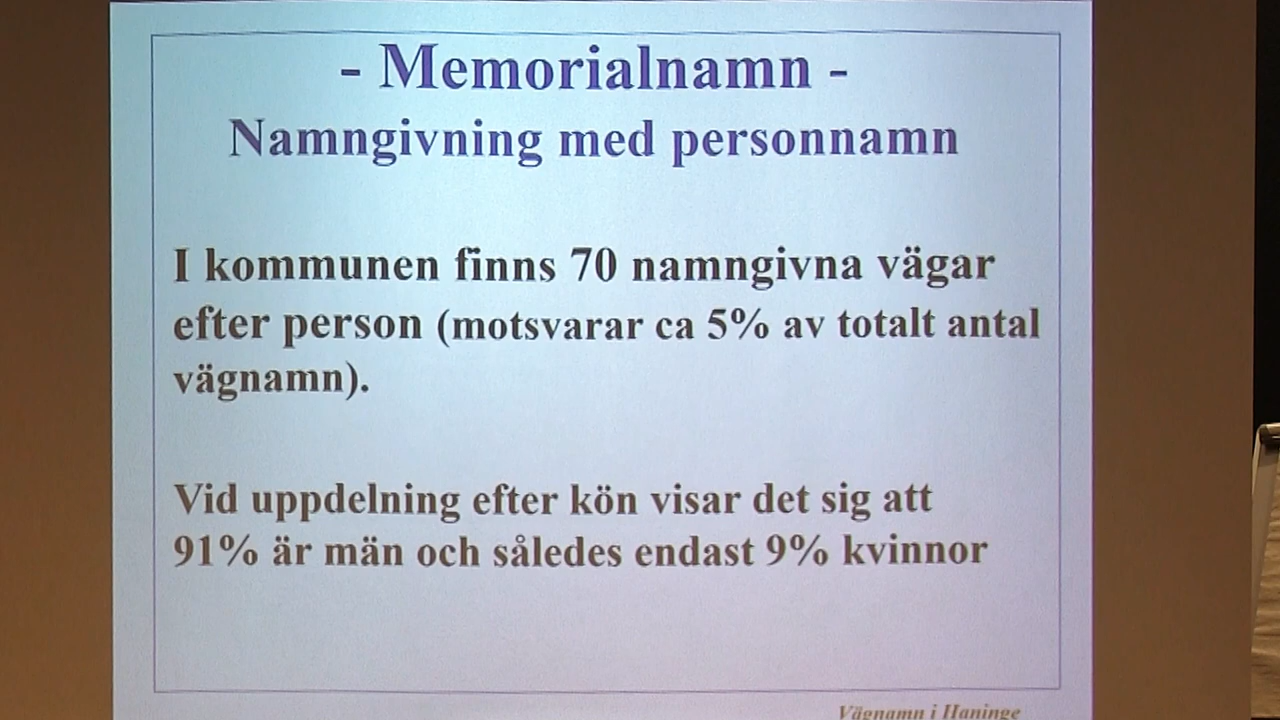 - Memorialnamn -
Namngivning med personnamn
I kommunen finns 70 namngivna vägar
efter person (motsvarar ca 5% av totalt antal
vägnamn).
Vid uppdelning efter kön visar det sig att
91% är män och således endast 9% kvinnor
Vägnamn i Haninge